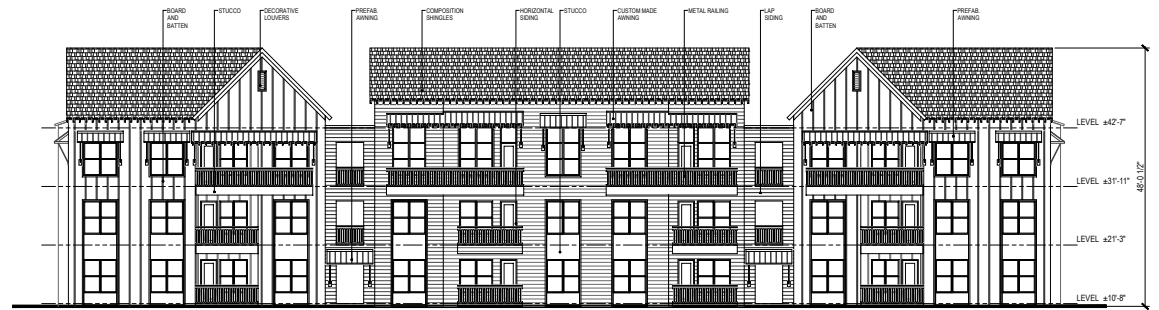 BOARD
AND
BATTEN
STUCCO
DECORATIVE
LOUVERS
PREFAB.
AWNING
COMPOSITION
SHINGLES
HORIZONTAL
SIDING
STUCCO
CUSTOM MADE
AWNING
METAL RAILING
LAP
SIDING
BOARD
AND
BATTEN
PREFAB.
AWNING
LEVEL ±42'-7"
LEVEL ±31'-11"
48'-0 1/2"
LEVEL ±21'-3"
LEVEL ±10'-8"